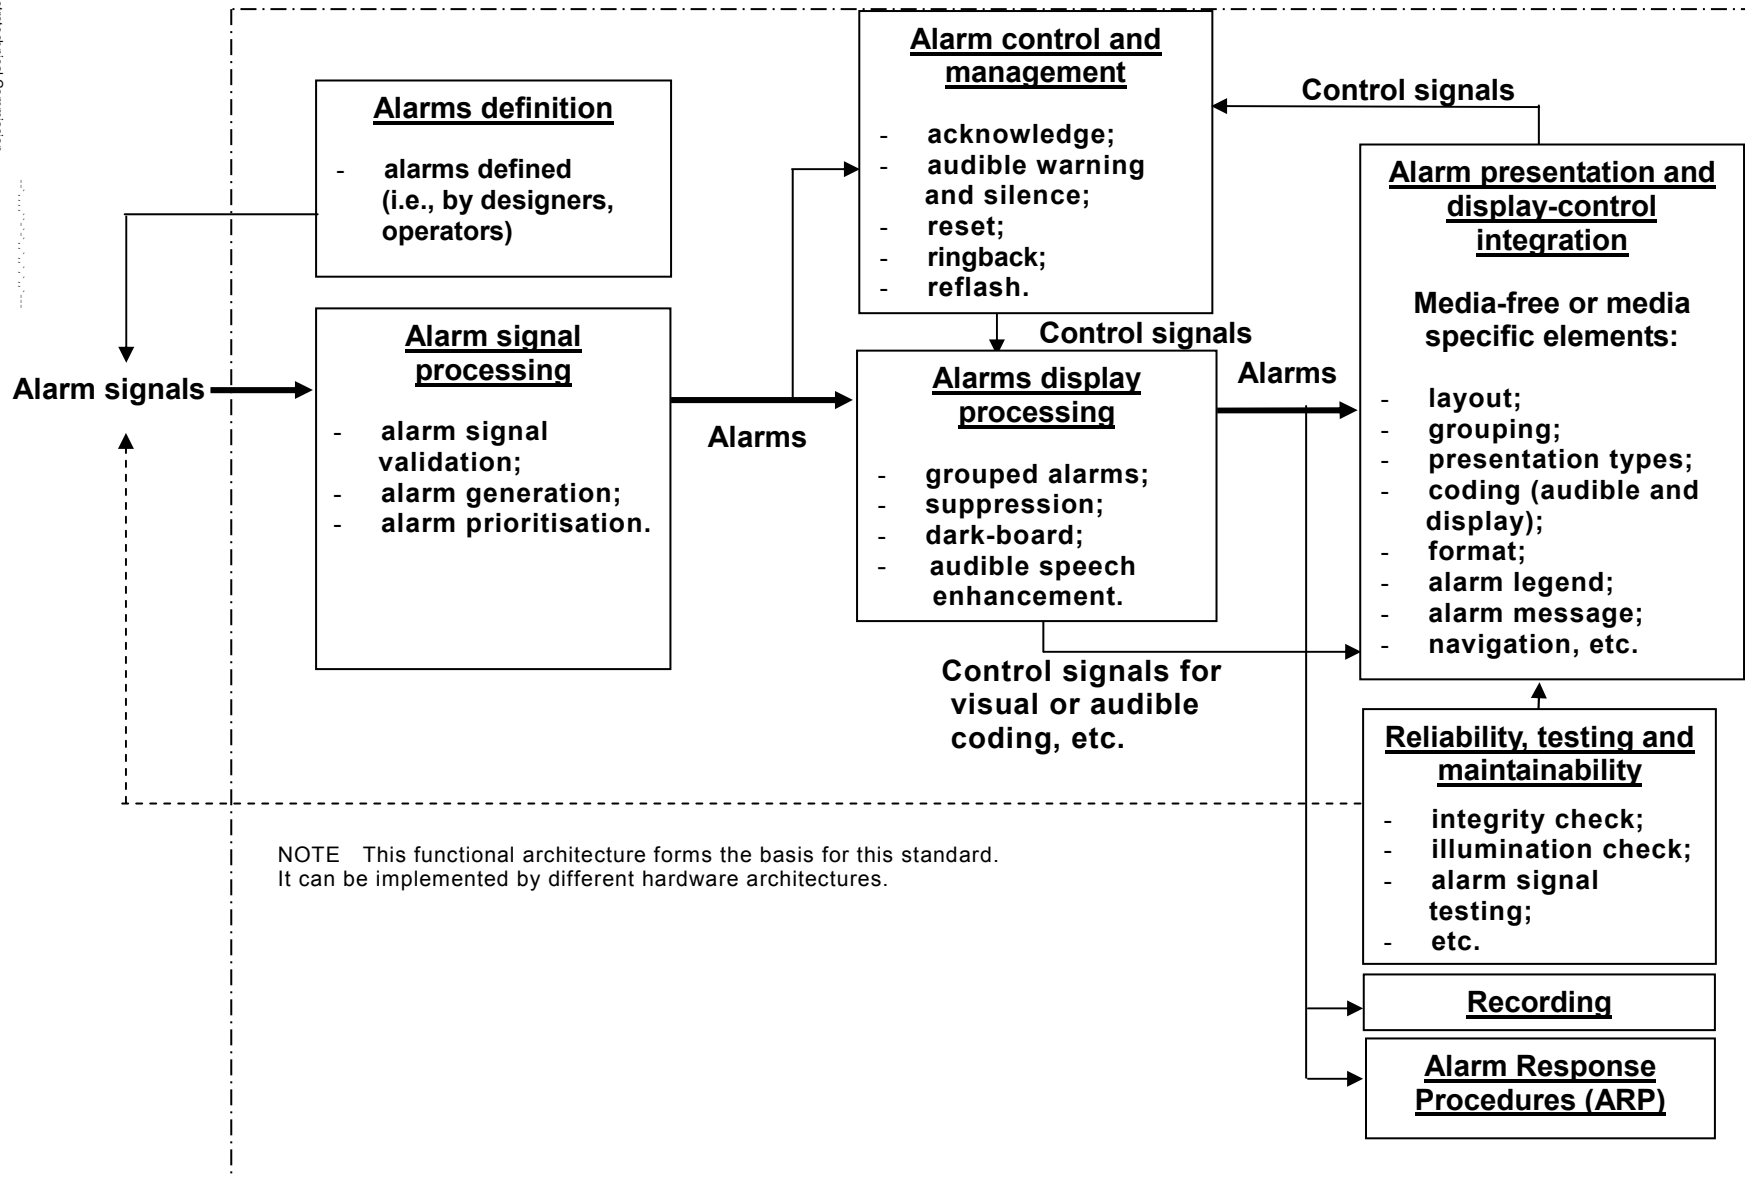 Alarm control and
management
- acknowledge;
- audible warning
and silence;
- reset;
- ringback;
- reflash.
Alarms definition
- alarms defined
(i.e., by designers,
operators)
Control signals
Alarm presentation and
display-control
integration
Media-free or media
specific elements:
- layout;
- grouping;
- presentation types;
- coding (audible and
display);
- format;
- alarm legend;
- alarm message;
- navigation, etc.
Alarm signals
Alarm signal
processing
- alarm signal
validation;
- alarm generation;
- alarm prioritisation.
Alarms
Control signals
Alarms display
processing
- grouped alarms;
- suppression;
- dark-board;
- audible speech
enhancement.
Alarms
Control signals for
visual or audible
coding, etc.
Reliability, testing and
maintainability
- integrity check;
- illumination check;
- alarm signal
testing;
- etc.
NOTE This functional architecture forms the basis for this standard.
It can be implemented by different hardware architectures.
Recording
Alarm Response
Procedures (ARP)